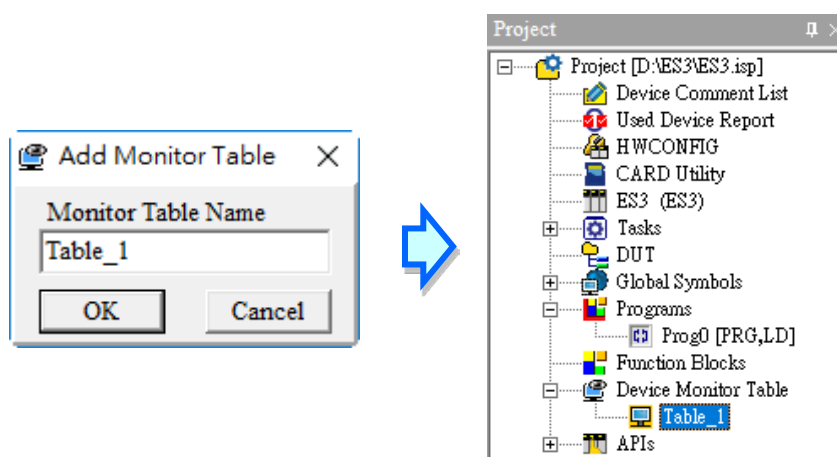 Add Monitor Table
Monitor Table Name
Table_1
OK
Cancel
Project
Project [D:\ES3\ES3.isp]
Device Comment List
Used Device Report
HWCONFIG
CARD Utility
ES3 (ES3)
Tasks
DUT
Global Symbols
Programs
Prog0 [PRG,LD]
Function Blocks
Device Monitor Table
Table_1
APIs